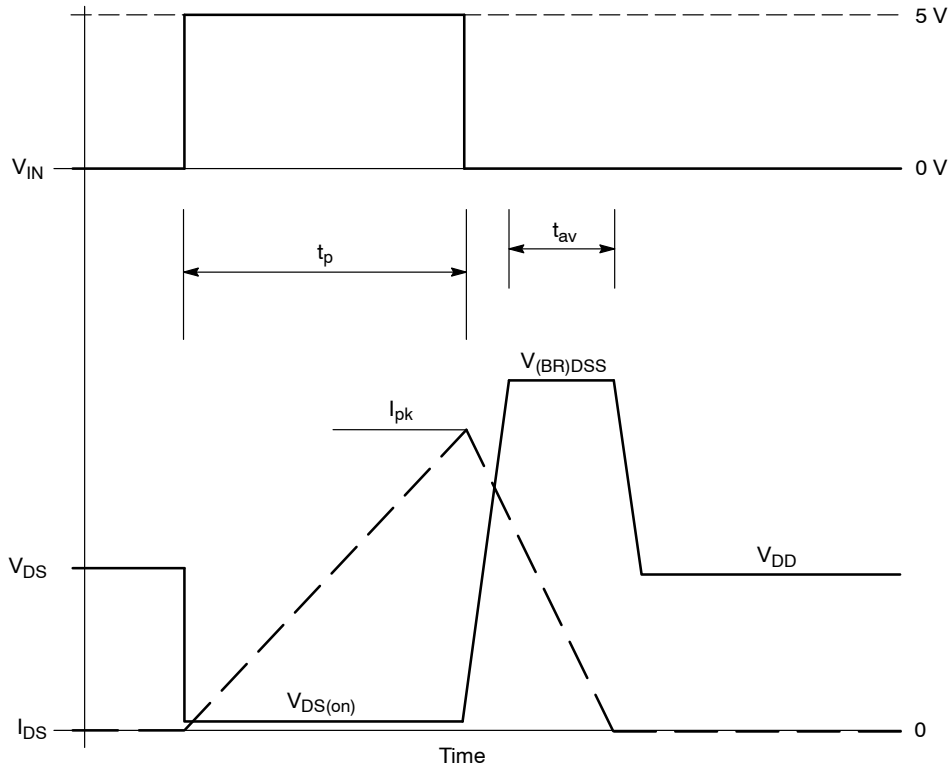 5 V
V_IN
0 V
t_p
t_av
V_(BR)DSS
I_pk
V_DS
V_DD
V_DS(on)
I_DS
0
Time